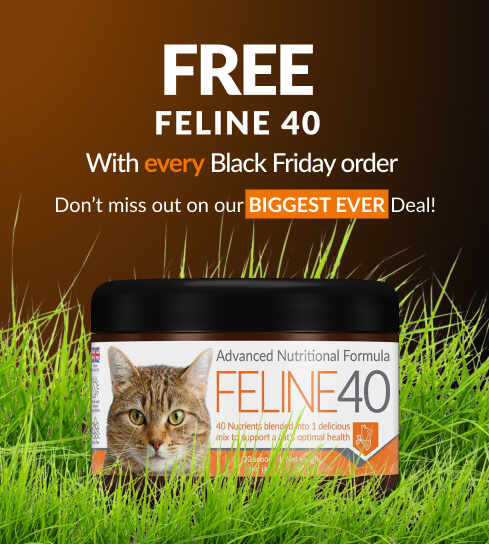 FREE
FELINE 40
With every Black Friday order
Don't miss out on our BIGGEST EVER Deal!
Advanced Nutritional Formula
FELINE40
40 Nutrients blended into 1 delicious
mix to support a cat's optimal health